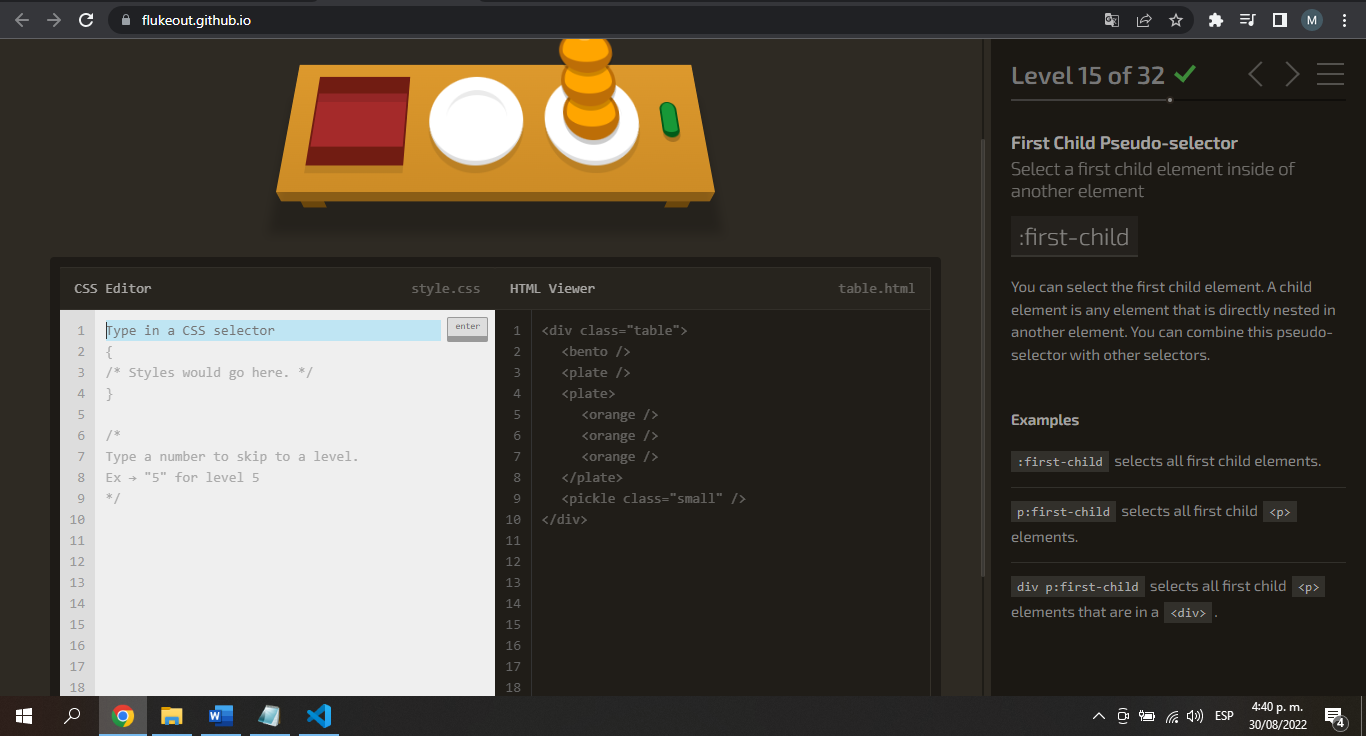 flukeout.github.io
M
Level 15 of 32
First Child Pseudo-selector
Select a first child element inside of
another element
:first-child
You can select the first child element. A child
element is any element that is directly nested in
another element. You can combine this pseudo-
selector with other selectors.
Examples
:first-child selects all first child elements.
p:first-child selects all first child <p>
elements.
div p:first-child selects all first child <p>
elements that are in a <div> .
CSS Editor
style.css
1 Type in a CSS selector
enter
2 {
3 /* Styles would go here. */
4 }
5
6 /*
7 Type a number to skip to a level.
8 Ex → "5" for level 5
9 */
10
11
12
13
14
15
16
17
18
HTML Viewer
table.html
1 <div class="table">
2 <bento />
3 <plate />
4 <plate>
5 <orange />
6 <orange />
7 <orange />
8 </plate>
9 <pickle class="small" />
10 </div>
11
12
13
14
15
16
17
18
W
ESP
4:40 p. m.
30/08/2022
4